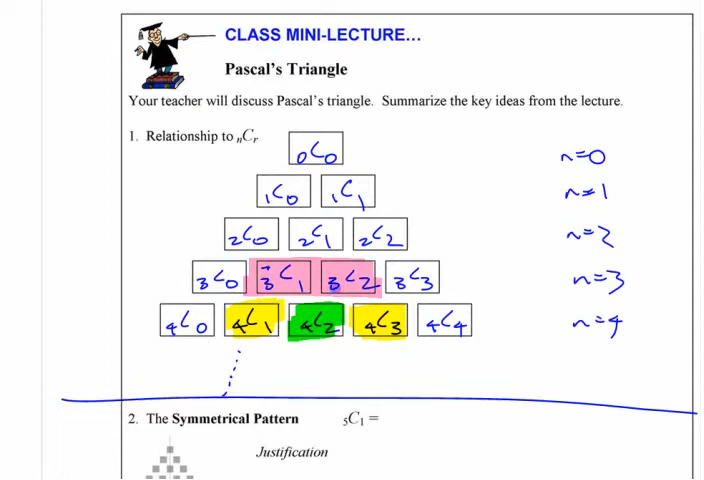 CLASS MINI-LECTURE…
Pascal's Triangle
Your teacher will discuss Pascal's triangle. Summarize the key ideas from the lecture.
1. Relationship to ₙCᵣ
₀C₀ n=0
₁C₀ ₁C₁ n=1
₂C₀ ₂C₁ ₂C₂ n=2
₃C₀ ₃C₁ ₃C₂ ₃C₃ n=3
₄C₀ ₄C₁ ₄C₂ ₄C₃ ₄C₄ n=4
2. The Symmetrical Pattern ₅C₁ =
Justification